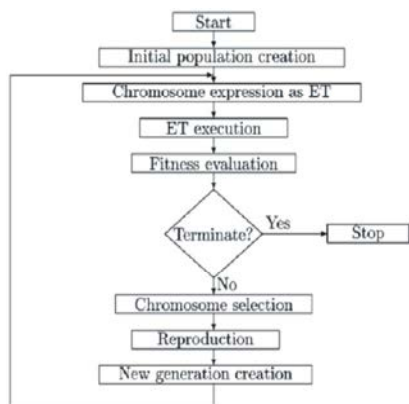 Start
Initial population creation
Chromosome expression as ET
ET execution
Fitness evaluation
Terminate?
Yes
Stop
No
Chromosome selection
Reproduction
New generation creation